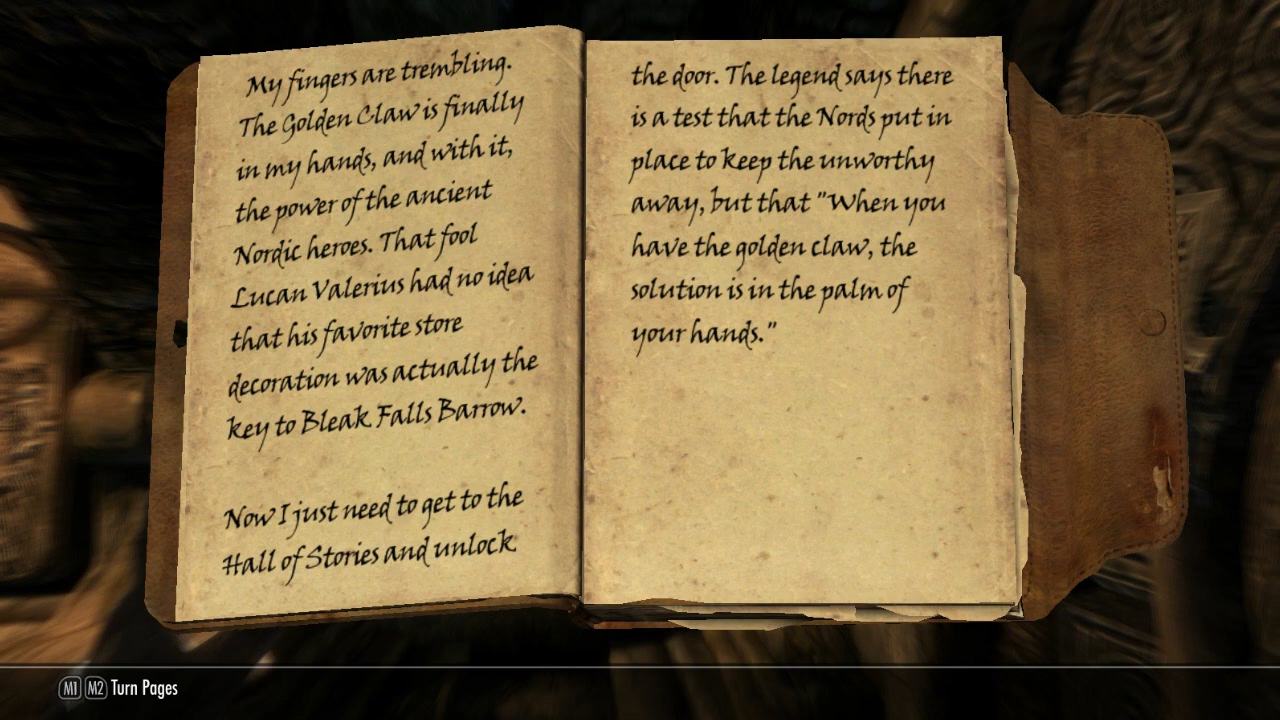 My fingers are trembling.
The Golden Claw is finally
in my hands, and with it,
the power of the ancient
Nordic heroes. That fool
Lucan Valerius had no idea
that his favorite store
decoration was actually the
key to Bleak Falls Barrow.
Now I just need to get to the
Hall of Stories and unlock
the door. The legend says there
is a test that the Nords put in
place to keep the unworthy
away, but that "When you
have the golden claw, the
solution is in the palm of
your hands."
M1 M2 Turn Pages